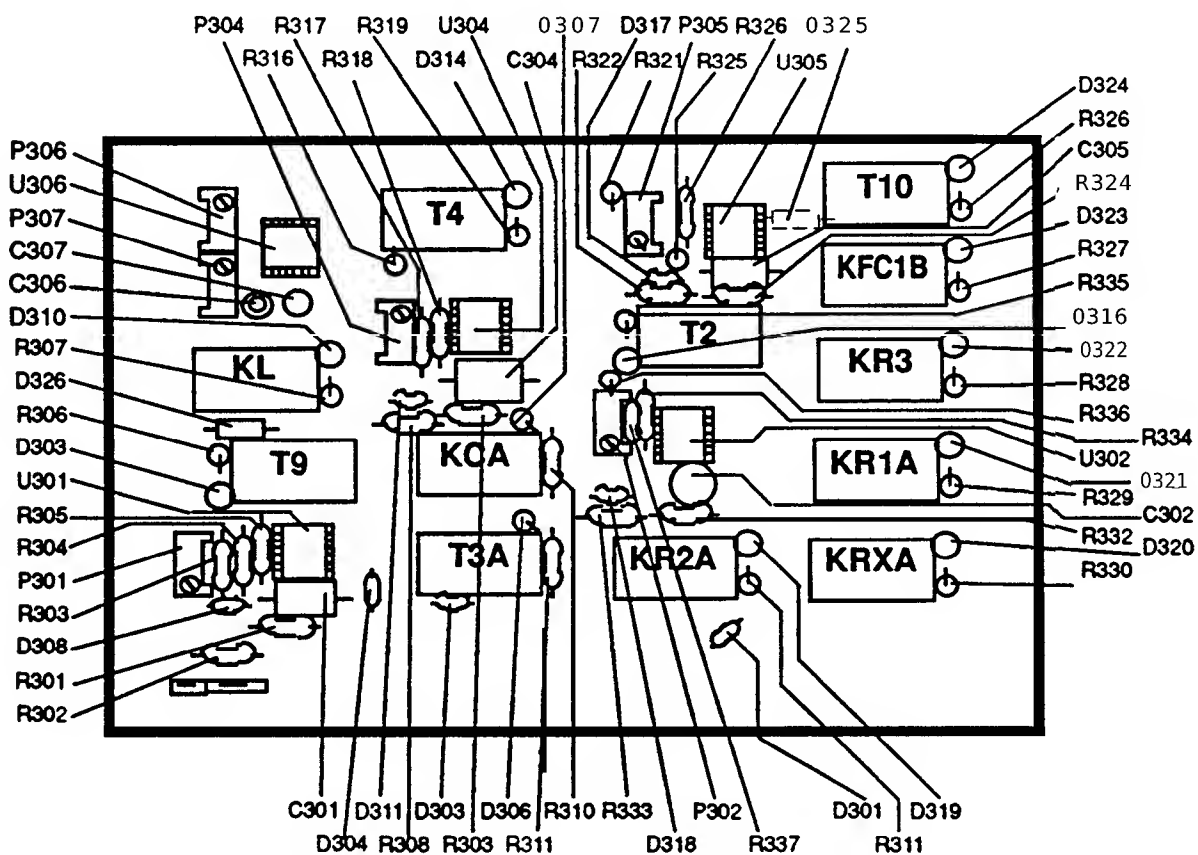 P304 R317 R319 U304 0307 D317 P305 R326 0325
R316 R318 D314 C304 R322 R321 R325 U305
D324
R326
C305
R324
D323
R327
R335
0316
0322
R328
R336
R334
U302
0321
R329
C302
R332
D320
R330
P306
U306
P307
C307
C306
D310
R307
D326
R306
D303
U301
R305
R304
P301
R303
D308
R301
R302
T4
T10
KFC1B
T2
KL
KR3
T9
KCA
KR1A
T3A
KR2A
KRXA
C301 D311 D303 D306 R310 R333 P302 D301 D319
D304 R308 R303 R311 D318 R337 R311